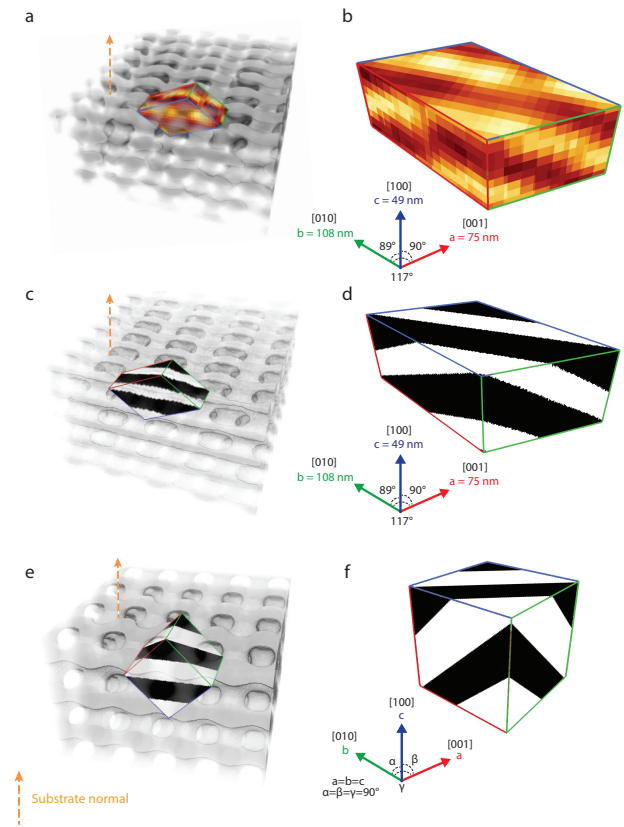 a
b
[100]
c = 49 nm
[010]
b = 108 nm
[001]
a = 75 nm
89°
90°
117°
c
d
[100]
c = 49 nm
[010]
b = 108 nm
[001]
a = 75 nm
89°
90°
117°
e
f
[100]
c
[010]
b
[001]
a
α
β
γ
a=b=c
α=β=γ=90°
Substrate normal